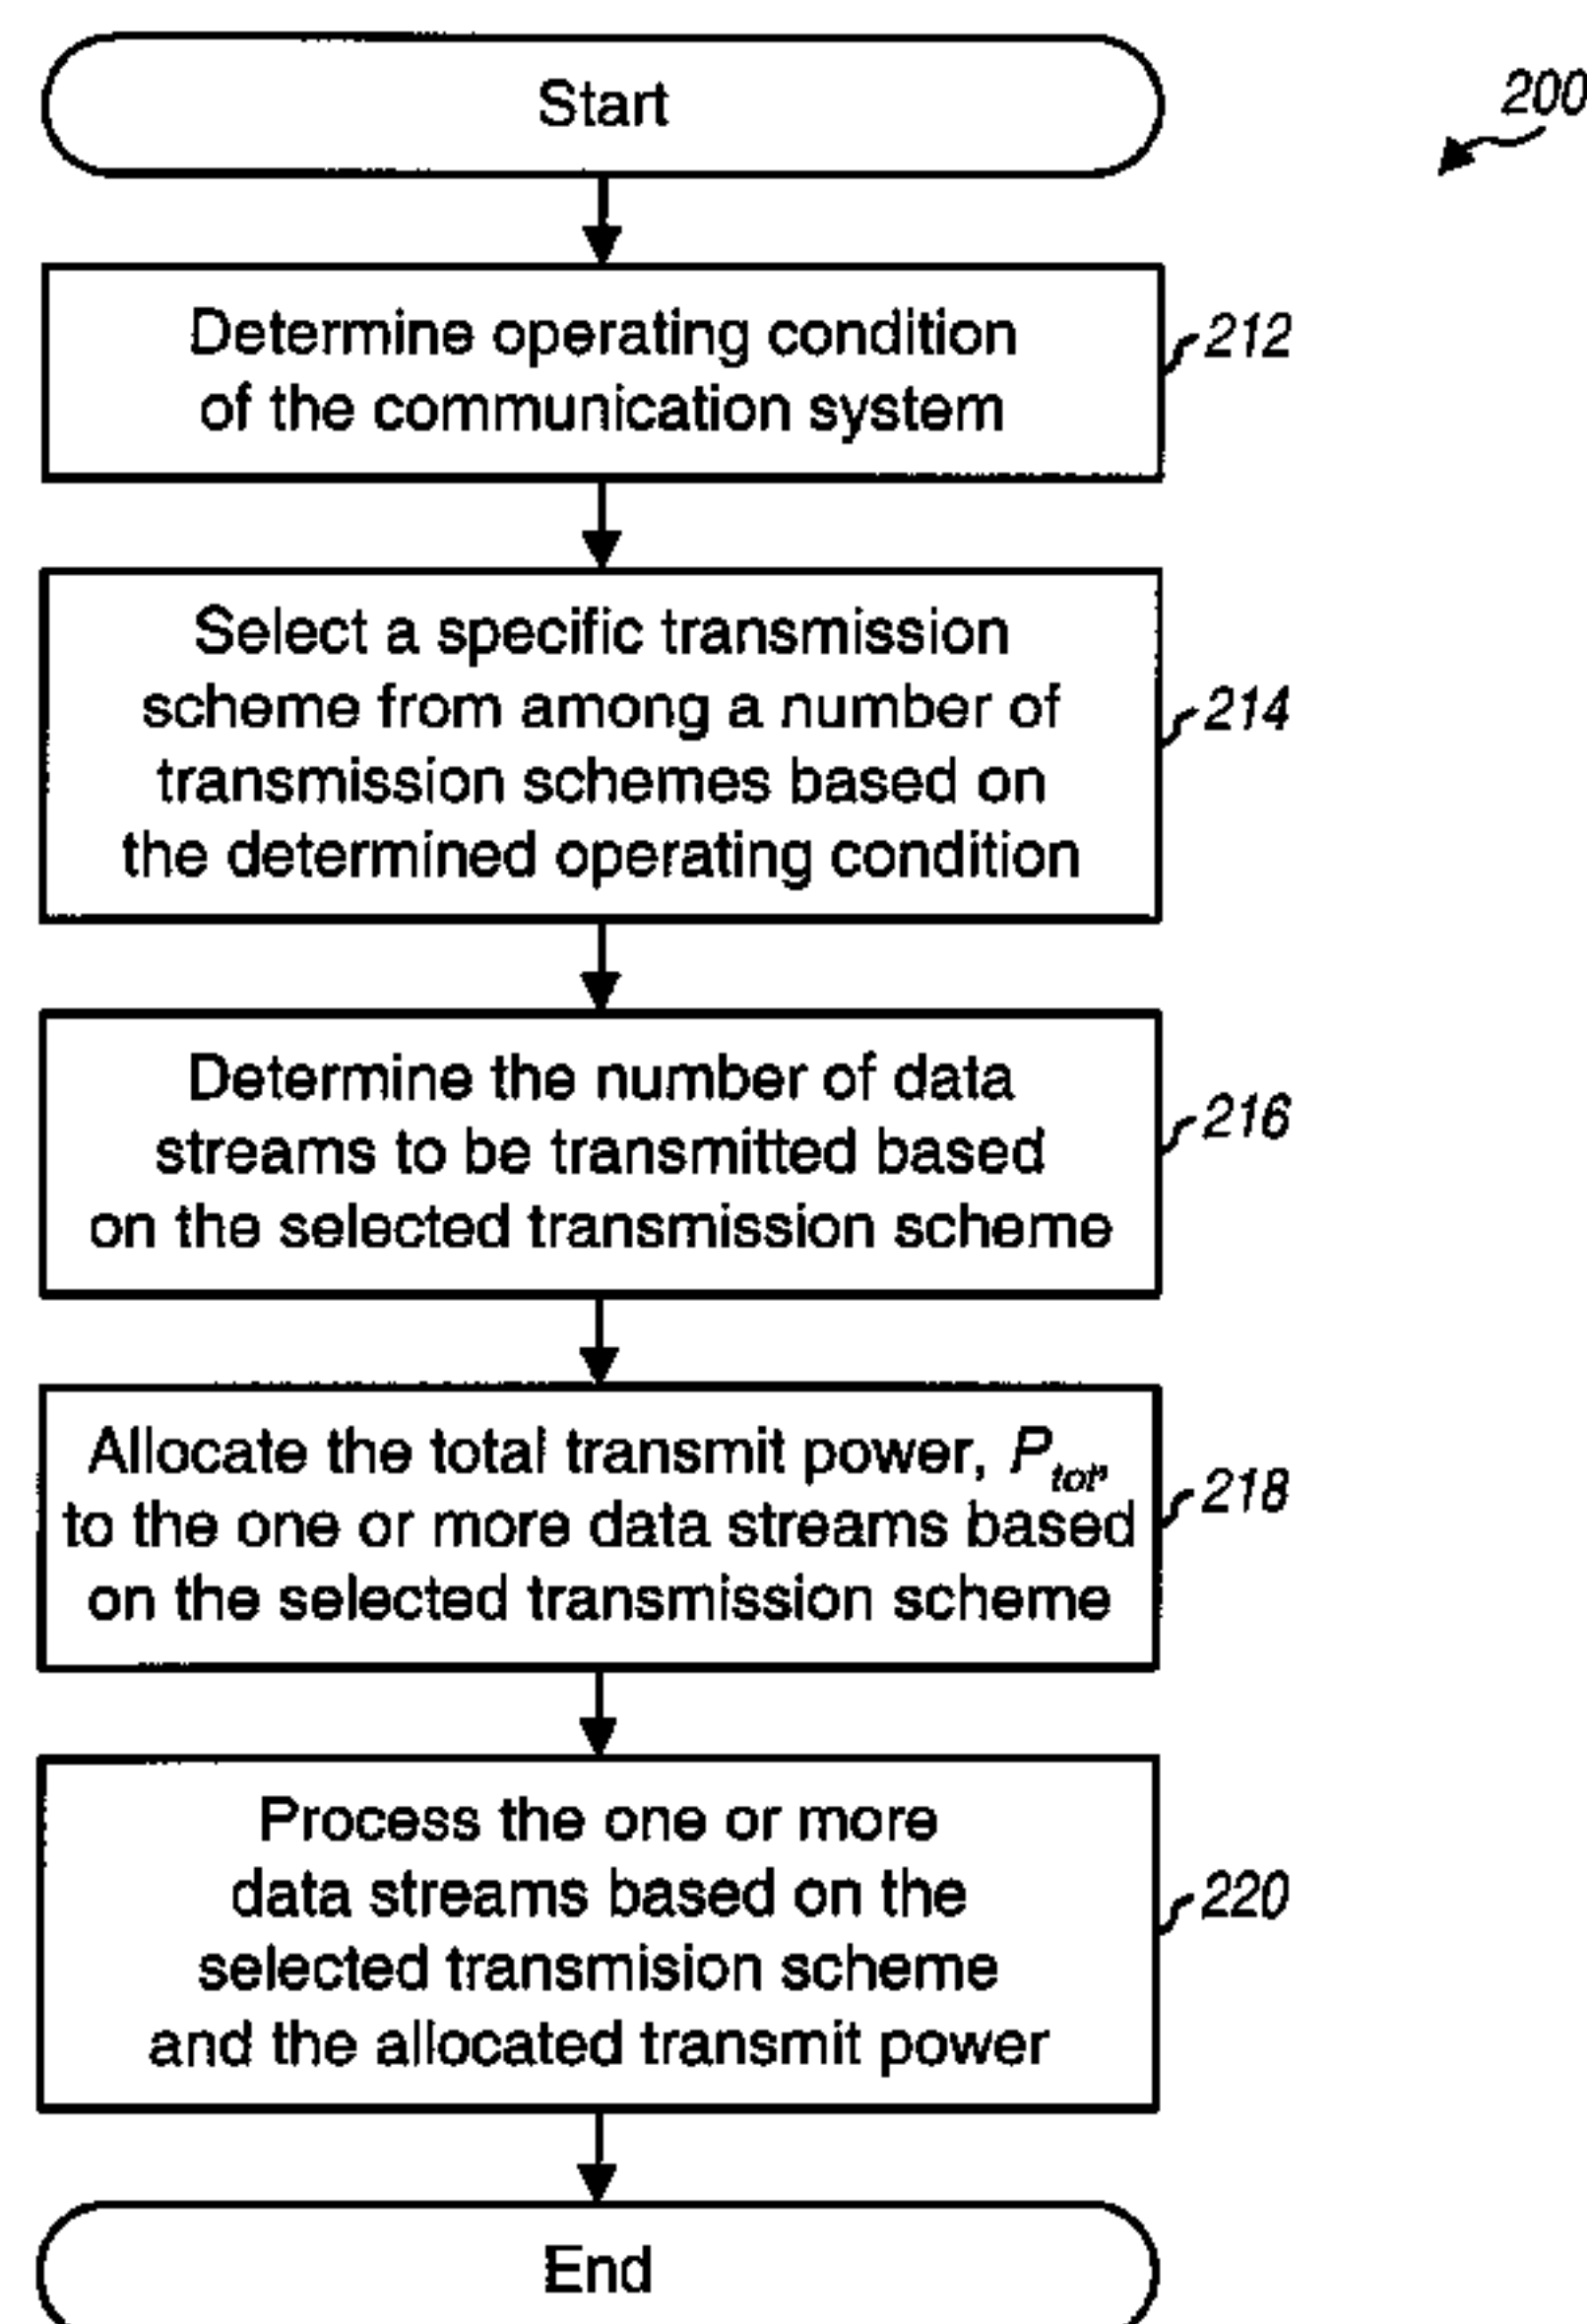 Start
200
Determine operating condition
of the communication system
212
Select a specific transmission
scheme from among a number of
transmission schemes based on
the determined operating condition
214
Determine the number of data
streams to be transmitted based
on the selected transmission scheme
216
Allocate the total transmit power, P_tot,
to the one or more data streams based
on the selected transmission scheme
218
Process the one or more
data streams based on the
selected transmision scheme
and the allocated transmit power
220
End